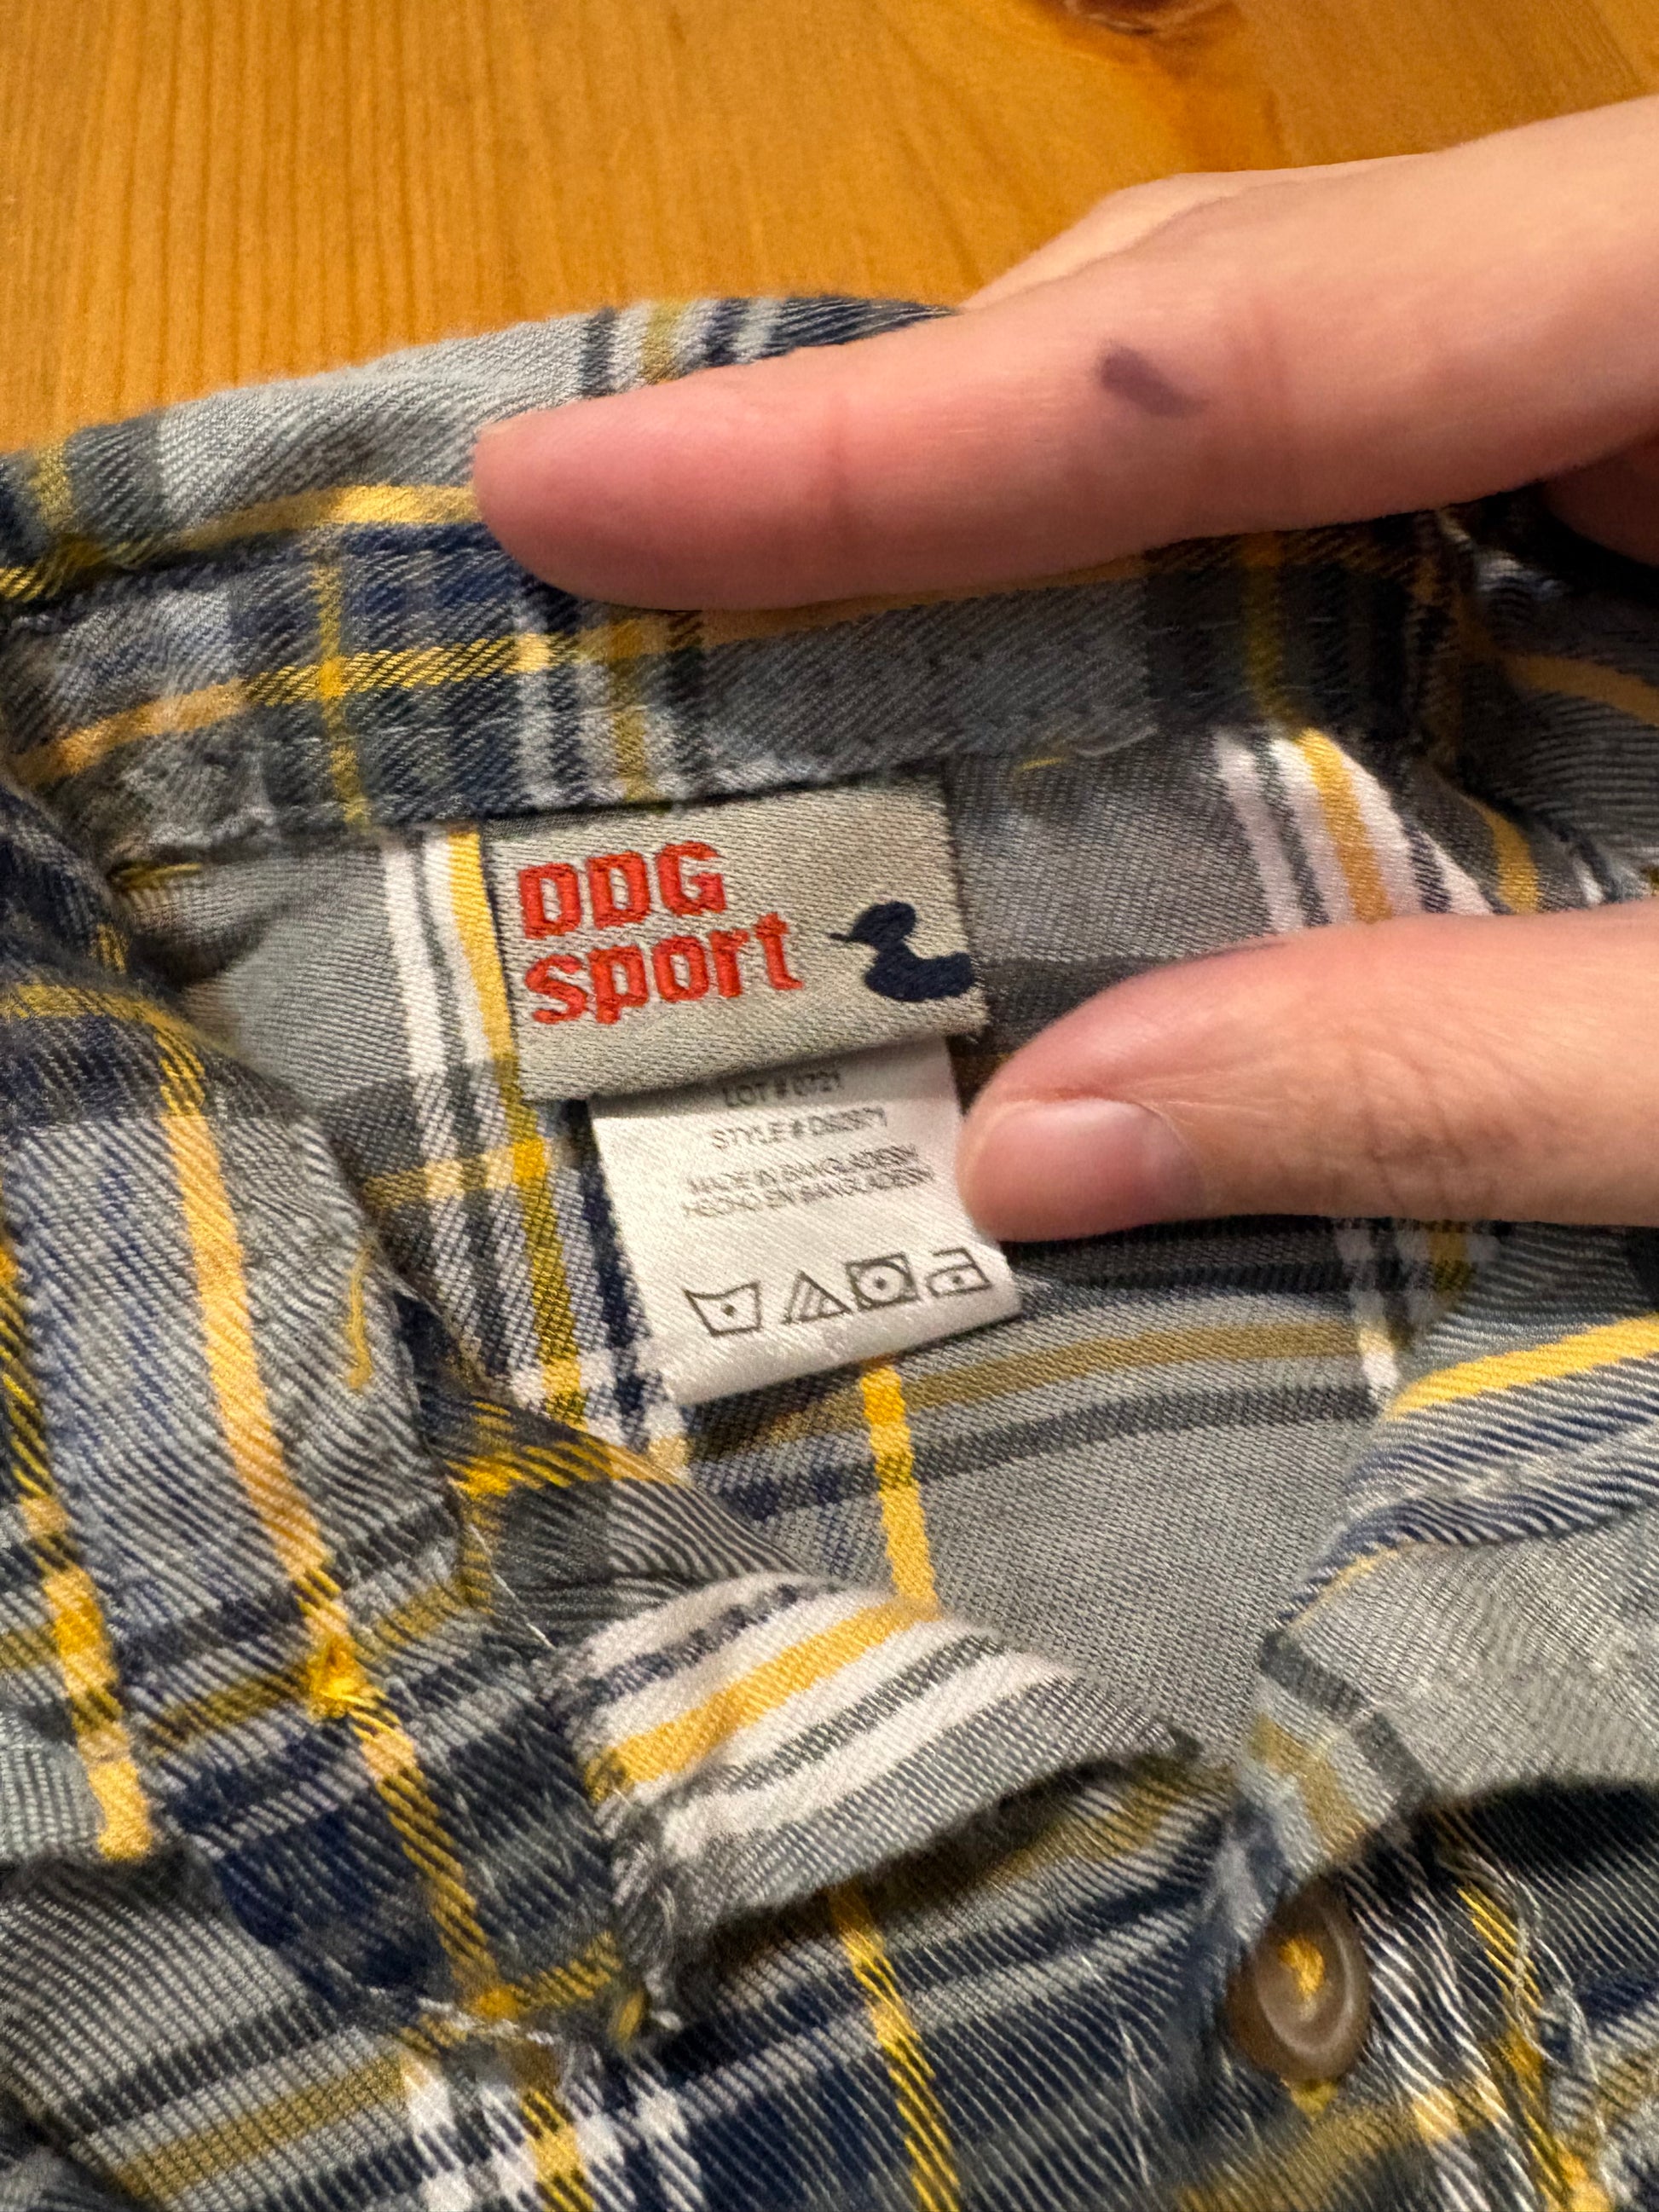 DDG
sport
LOT #
STYLE #
MADE IN BANGLADESH
HECHO EN BANGLADESH